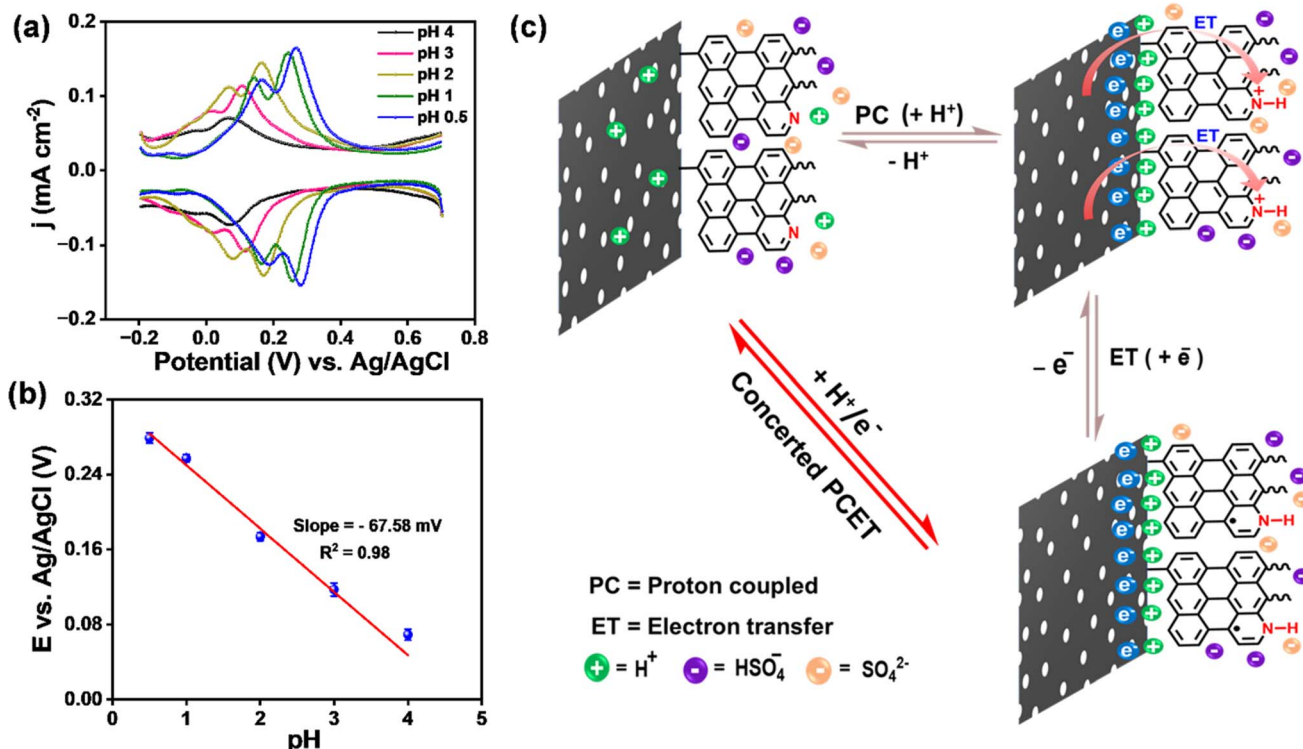 (a)
0.2
0.1
0.0
−0.1
−0.2
j (mA cm⁻²)
pH 4
pH 3
pH 2
pH 1
pH 0.5
−0.2 0.0 0.2 0.4 0.6 0.8
Potential (V) vs. Ag/AgCl
(b)
0.32
0.24
0.16
0.08
0.00
E vs. Ag/AgCl (V)
Slope = - 67.58 mV
R² = 0.98
0 1 2 3 4 5
pH
(c)
+
+
+
+
N
N
+
+
-
-
-
-
-
-
-
-
-
-
PC (+ H⁺)
- H⁺
ET
ET
e⁻ + e⁻ + e⁻ + e⁻ + e⁻ + e⁻ + e⁻ + e⁻ +
N⁺–H
N⁺–H
– e⁻
ET ( + e⁻)
+ H⁺/e⁻
Concerted PCET
e⁻ + e⁻ + e⁻ + e⁻ + e⁻ + e⁻ + e⁻ + e⁻ +
N–H
N–H
PC = Proton coupled
ET = Electron transfer
+ = H⁺ - = HSO₄⁻ - = SO₄²⁻